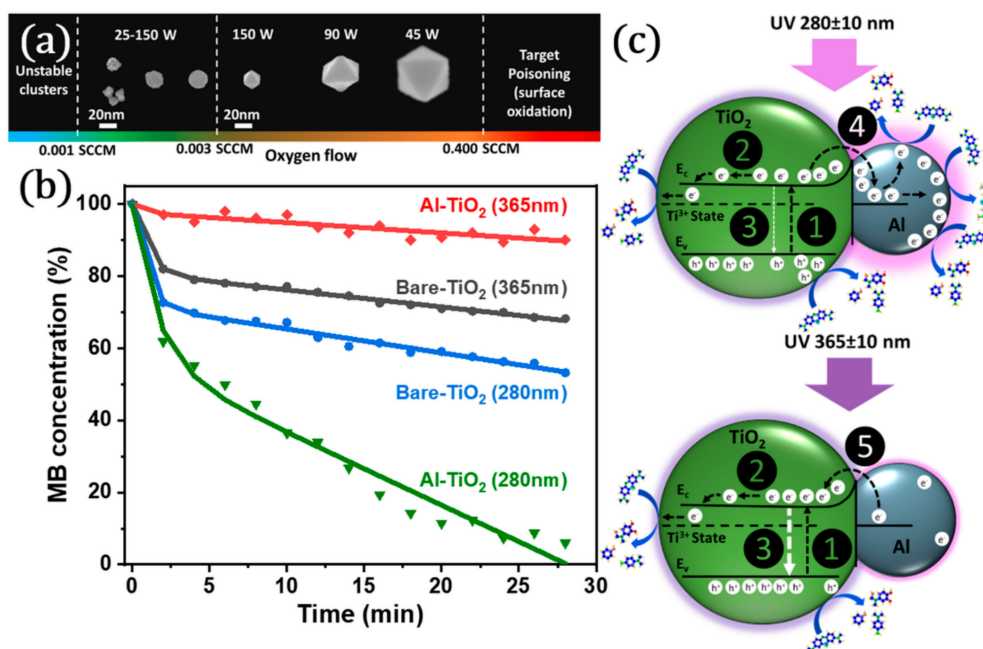 (a)
25-150 W
150 W
90 W
45 W
Unstable
clusters
Target
Poisoning
(surface
oxidation)
20nm
20nm
0.001 SCCM
0.003 SCCM
Oxygen flow
0.400 SCCM
(b)
MB concentration (%)
100
80
60
40
20
0
0
5
10
15
20
25
30
Time (min)
Al-TiO₂ (365nm)
Bare-TiO₂ (365nm)
Bare-TiO₂ (280nm)
Al-TiO₂ (280nm)
(c)
UV 280±10 nm
TiO₂
4
2
Ec
e⁻ e⁻ e⁻ e⁻ e⁻ e⁻
e⁻
Ti³⁺ State
Al
3
1
Ev
h⁺ h⁺ h⁺ h⁺ h⁺ h⁺ h⁺
h⁺
UV 365±10 nm
TiO₂
5
2
Ec
e⁻ e⁻ e⁻ e⁻ e⁻ e⁻
e⁻
e⁻
e⁻
e⁻
Ti³⁺ State
Al
3
1
Ev
h⁺ h⁺ h⁺ h⁺ h⁺ h⁺ h⁺